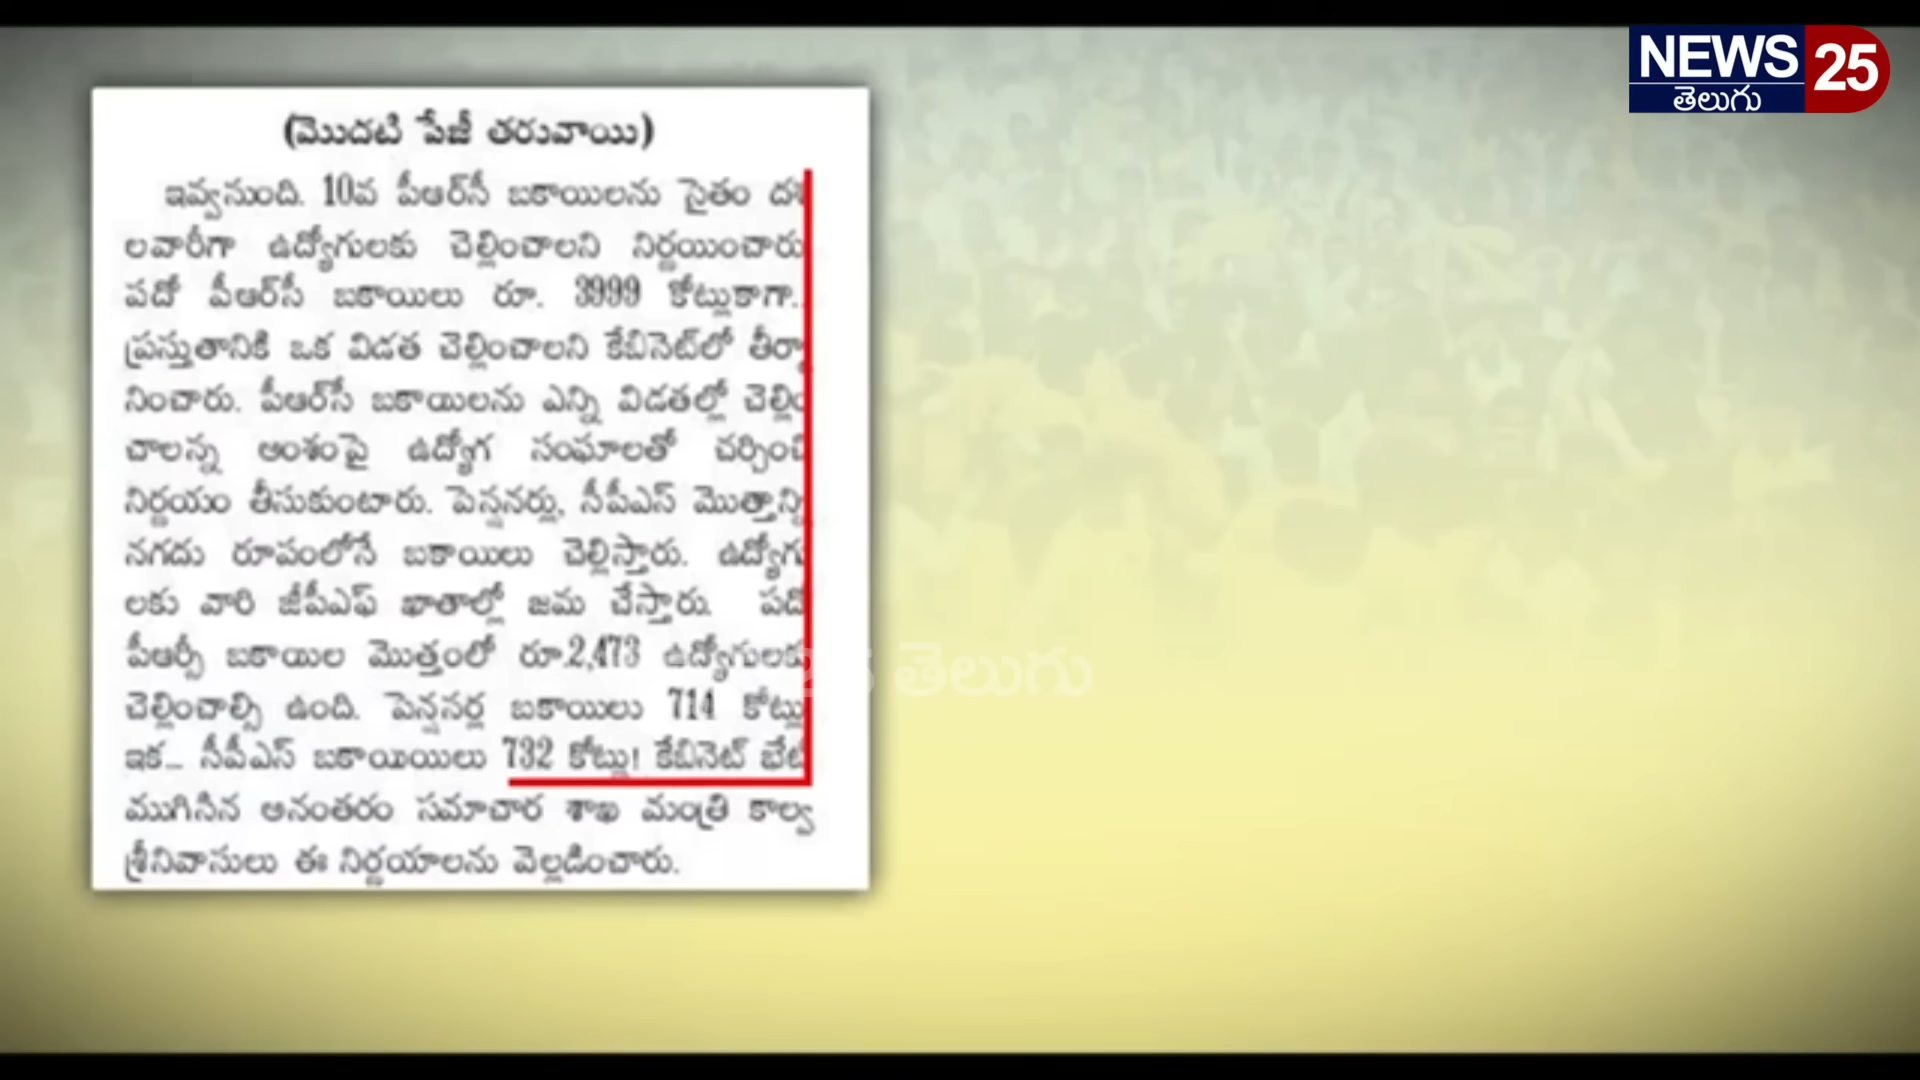 NEWS 25
తెలుగు
(మొదటి పేజీ తరువాయి)
ఇవ్వనుంది. 10వ పీఆర్‌సీ బకాయిలను సైతం దశ
లవారీగా ఉద్యోగులకు చెల్లించాలని నిర్ణయించారు
పదో పీఆర్‌సీ బకాయిలు రూ. 3999 కోట్లుకాగా..
ప్రస్తుతానికి ఒక విడత చెల్లించాలని కేబినెట్‌లో తీర్మా
నించారు. పీఆర్‌సీ బకాయిలను ఎన్ని విడతల్లో చెల్లిం
చాలన్న అంశంపై ఉద్యోగ సంఘాలతో చర్చించి
నిర్ణయం తీసుకుంటారు. పెన్షనర్లు, సీపీఎస్ మొత్తాన్ని
నగదు రూపంలోనే బకాయిలు చెల్లిస్తారు. ఉద్యోగు
లకు వారి జీపీఎఫ్ ఖాతాల్లో జమ చేస్తారు. పదో
పీఆర్సీ బకాయిల మొత్తంలో రూ.2,473 ఉద్యోగులకు
చెల్లించాల్సి ఉంది. పెన్షనర్ల బకాయిలు 714 కోట్లు
ఇక... సీపీఎస్ బకాయియిలు 732 కోట్లు! కేబినెట్ భేటీ
ముగిసిన అనంతరం సమాచార శాఖ మంత్రి కాల్వ
శ్రీనివాసులు ఈ నిర్ణయాలను వెల్లడించారు.
25 తెలుగు